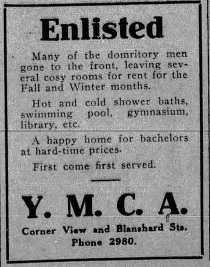 Enlisted
Many of the domritory men
gone to the front, leaving sev-
eral cosy rooms for rent for the
Fall and Winter months.
Hot and cold shower baths,
swimming pool, gymnasium,
library, etc.
A happy home for bachelors
at hard-time prices.
First come first served.
Y. M. C. A.
Corner View and Blanshard Sts.
Phone 2980.